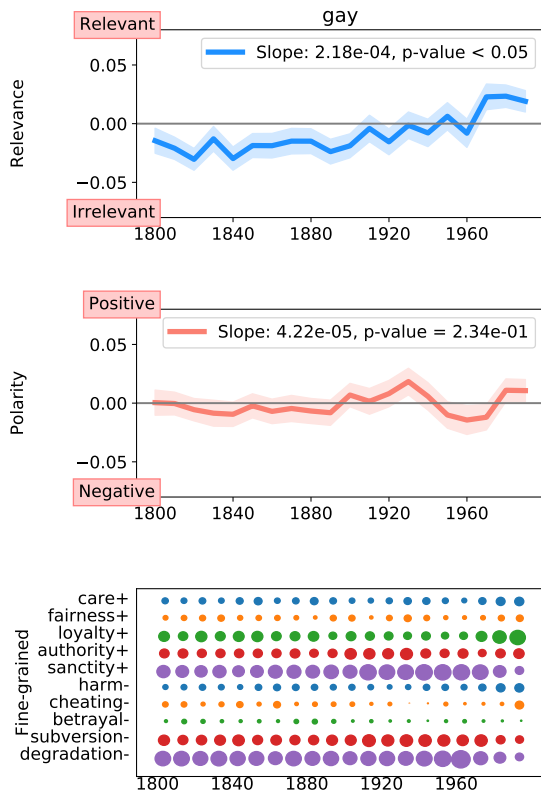 gay
Relevant
Slope: 2.18e-04, p-value < 0.05
0.05
0.00
−0.05
Relevance
Irrelevant
1800 1840 1880 1920 1960
Positive
Slope: 4.22e-05, p-value = 2.34e-01
0.05
0.00
−0.05
Polarity
Negative
1800 1840 1880 1920 1960
Fine-grained
care+
fairness+
loyalty+
authority+
sanctity+
harm-
cheating-
betrayal-
subversion-
degradation-
1800 1840 1880 1920 1960